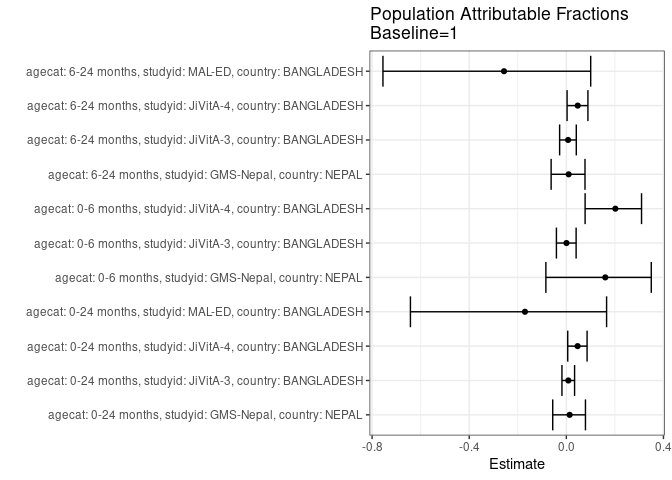 Population Attributable Fractions
Baseline=1
agecat: 6-24 months, studyid: MAL-ED, country: BANGLADESH
agecat: 6-24 months, studyid: JiVitA-4, country: BANGLADESH
agecat: 6-24 months, studyid: JiVitA-3, country: BANGLADESH
agecat: 6-24 months, studyid: GMS-Nepal, country: NEPAL
agecat: 0-6 months, studyid: JiVitA-4, country: BANGLADESH
agecat: 0-6 months, studyid: JiVitA-3, country: BANGLADESH
agecat: 0-6 months, studyid: GMS-Nepal, country: NEPAL
agecat: 0-24 months, studyid: MAL-ED, country: BANGLADESH
agecat: 0-24 months, studyid: JiVitA-4, country: BANGLADESH
agecat: 0-24 months, studyid: JiVitA-3, country: BANGLADESH
agecat: 0-24 months, studyid: GMS-Nepal, country: NEPAL
-0.8 -0.4 0.0 0.4
Estimate